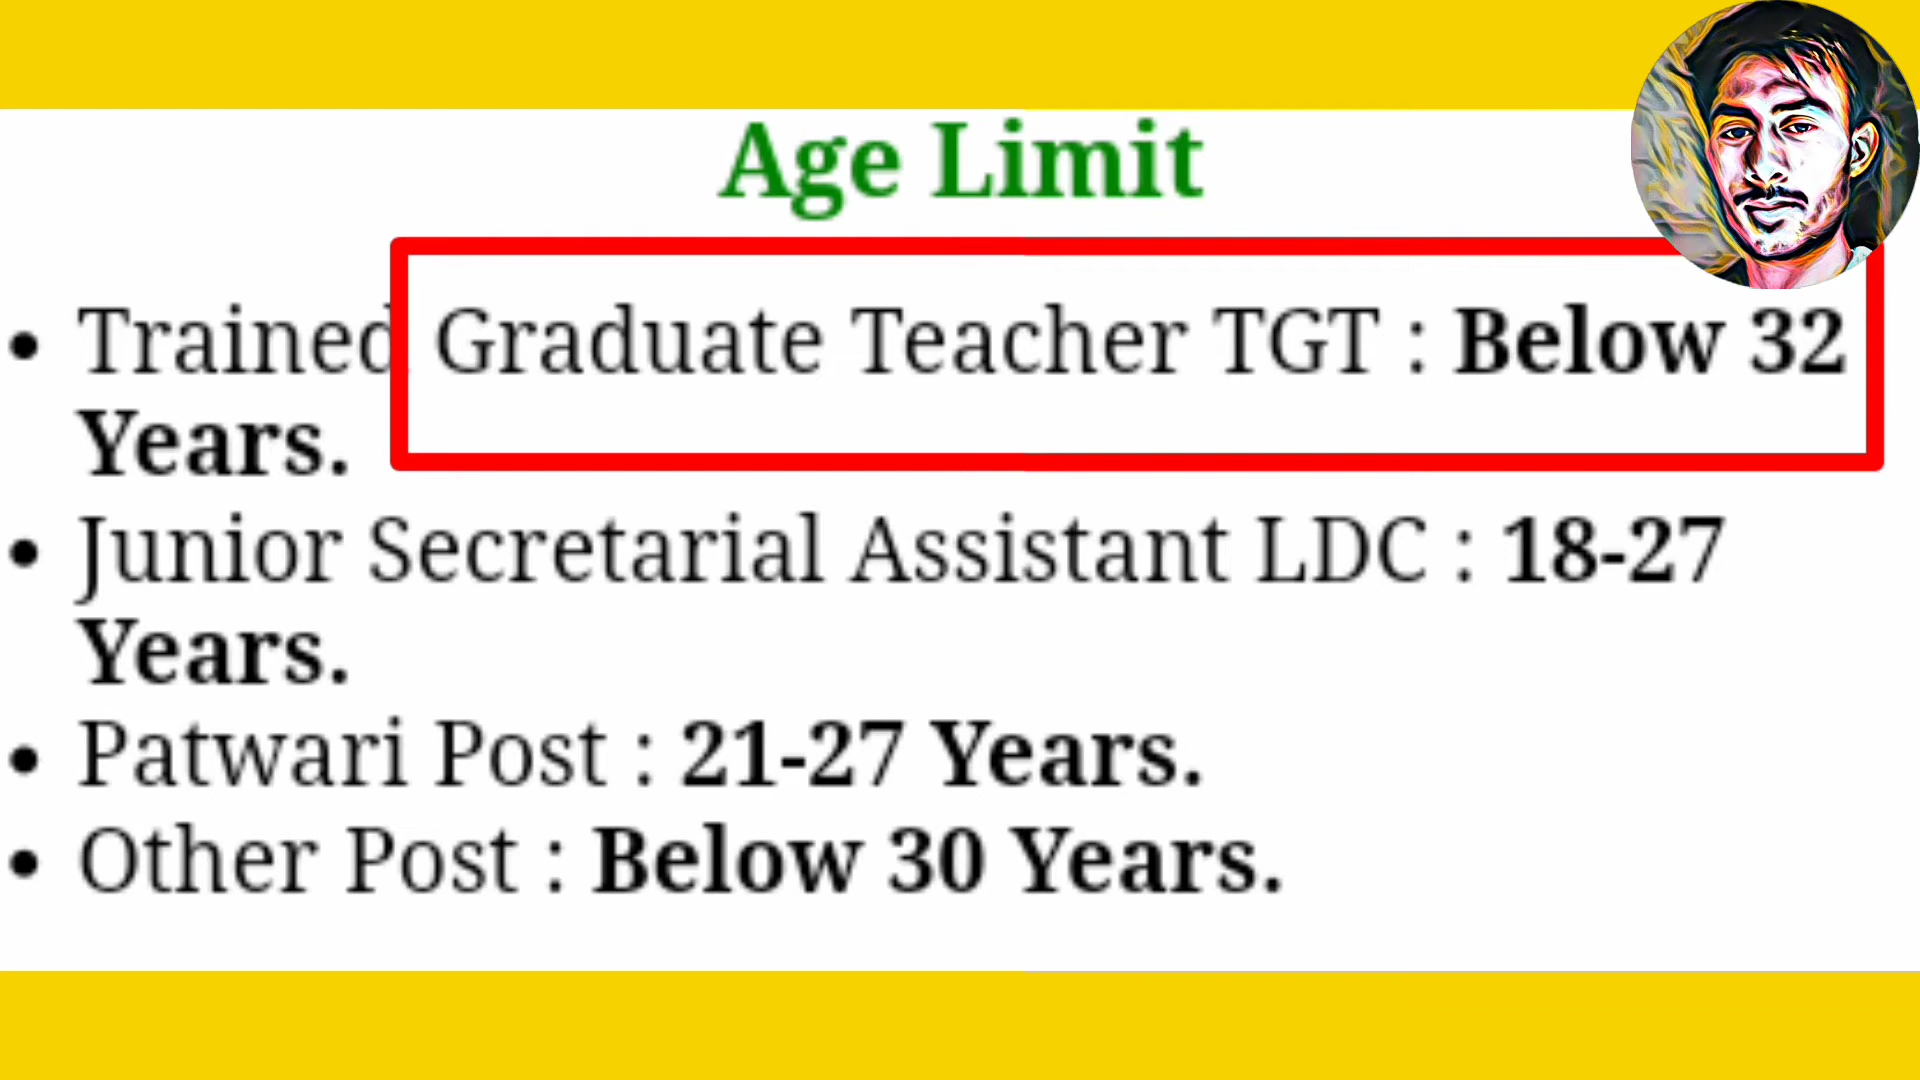 Age Limit
• Trained Graduate Teacher TGT : Below 32
Years.
• Junior Secretarial Assistant LDC : 18-27
Years.
• Patwari Post : 21-27 Years.
• Other Post : Below 30 Years.